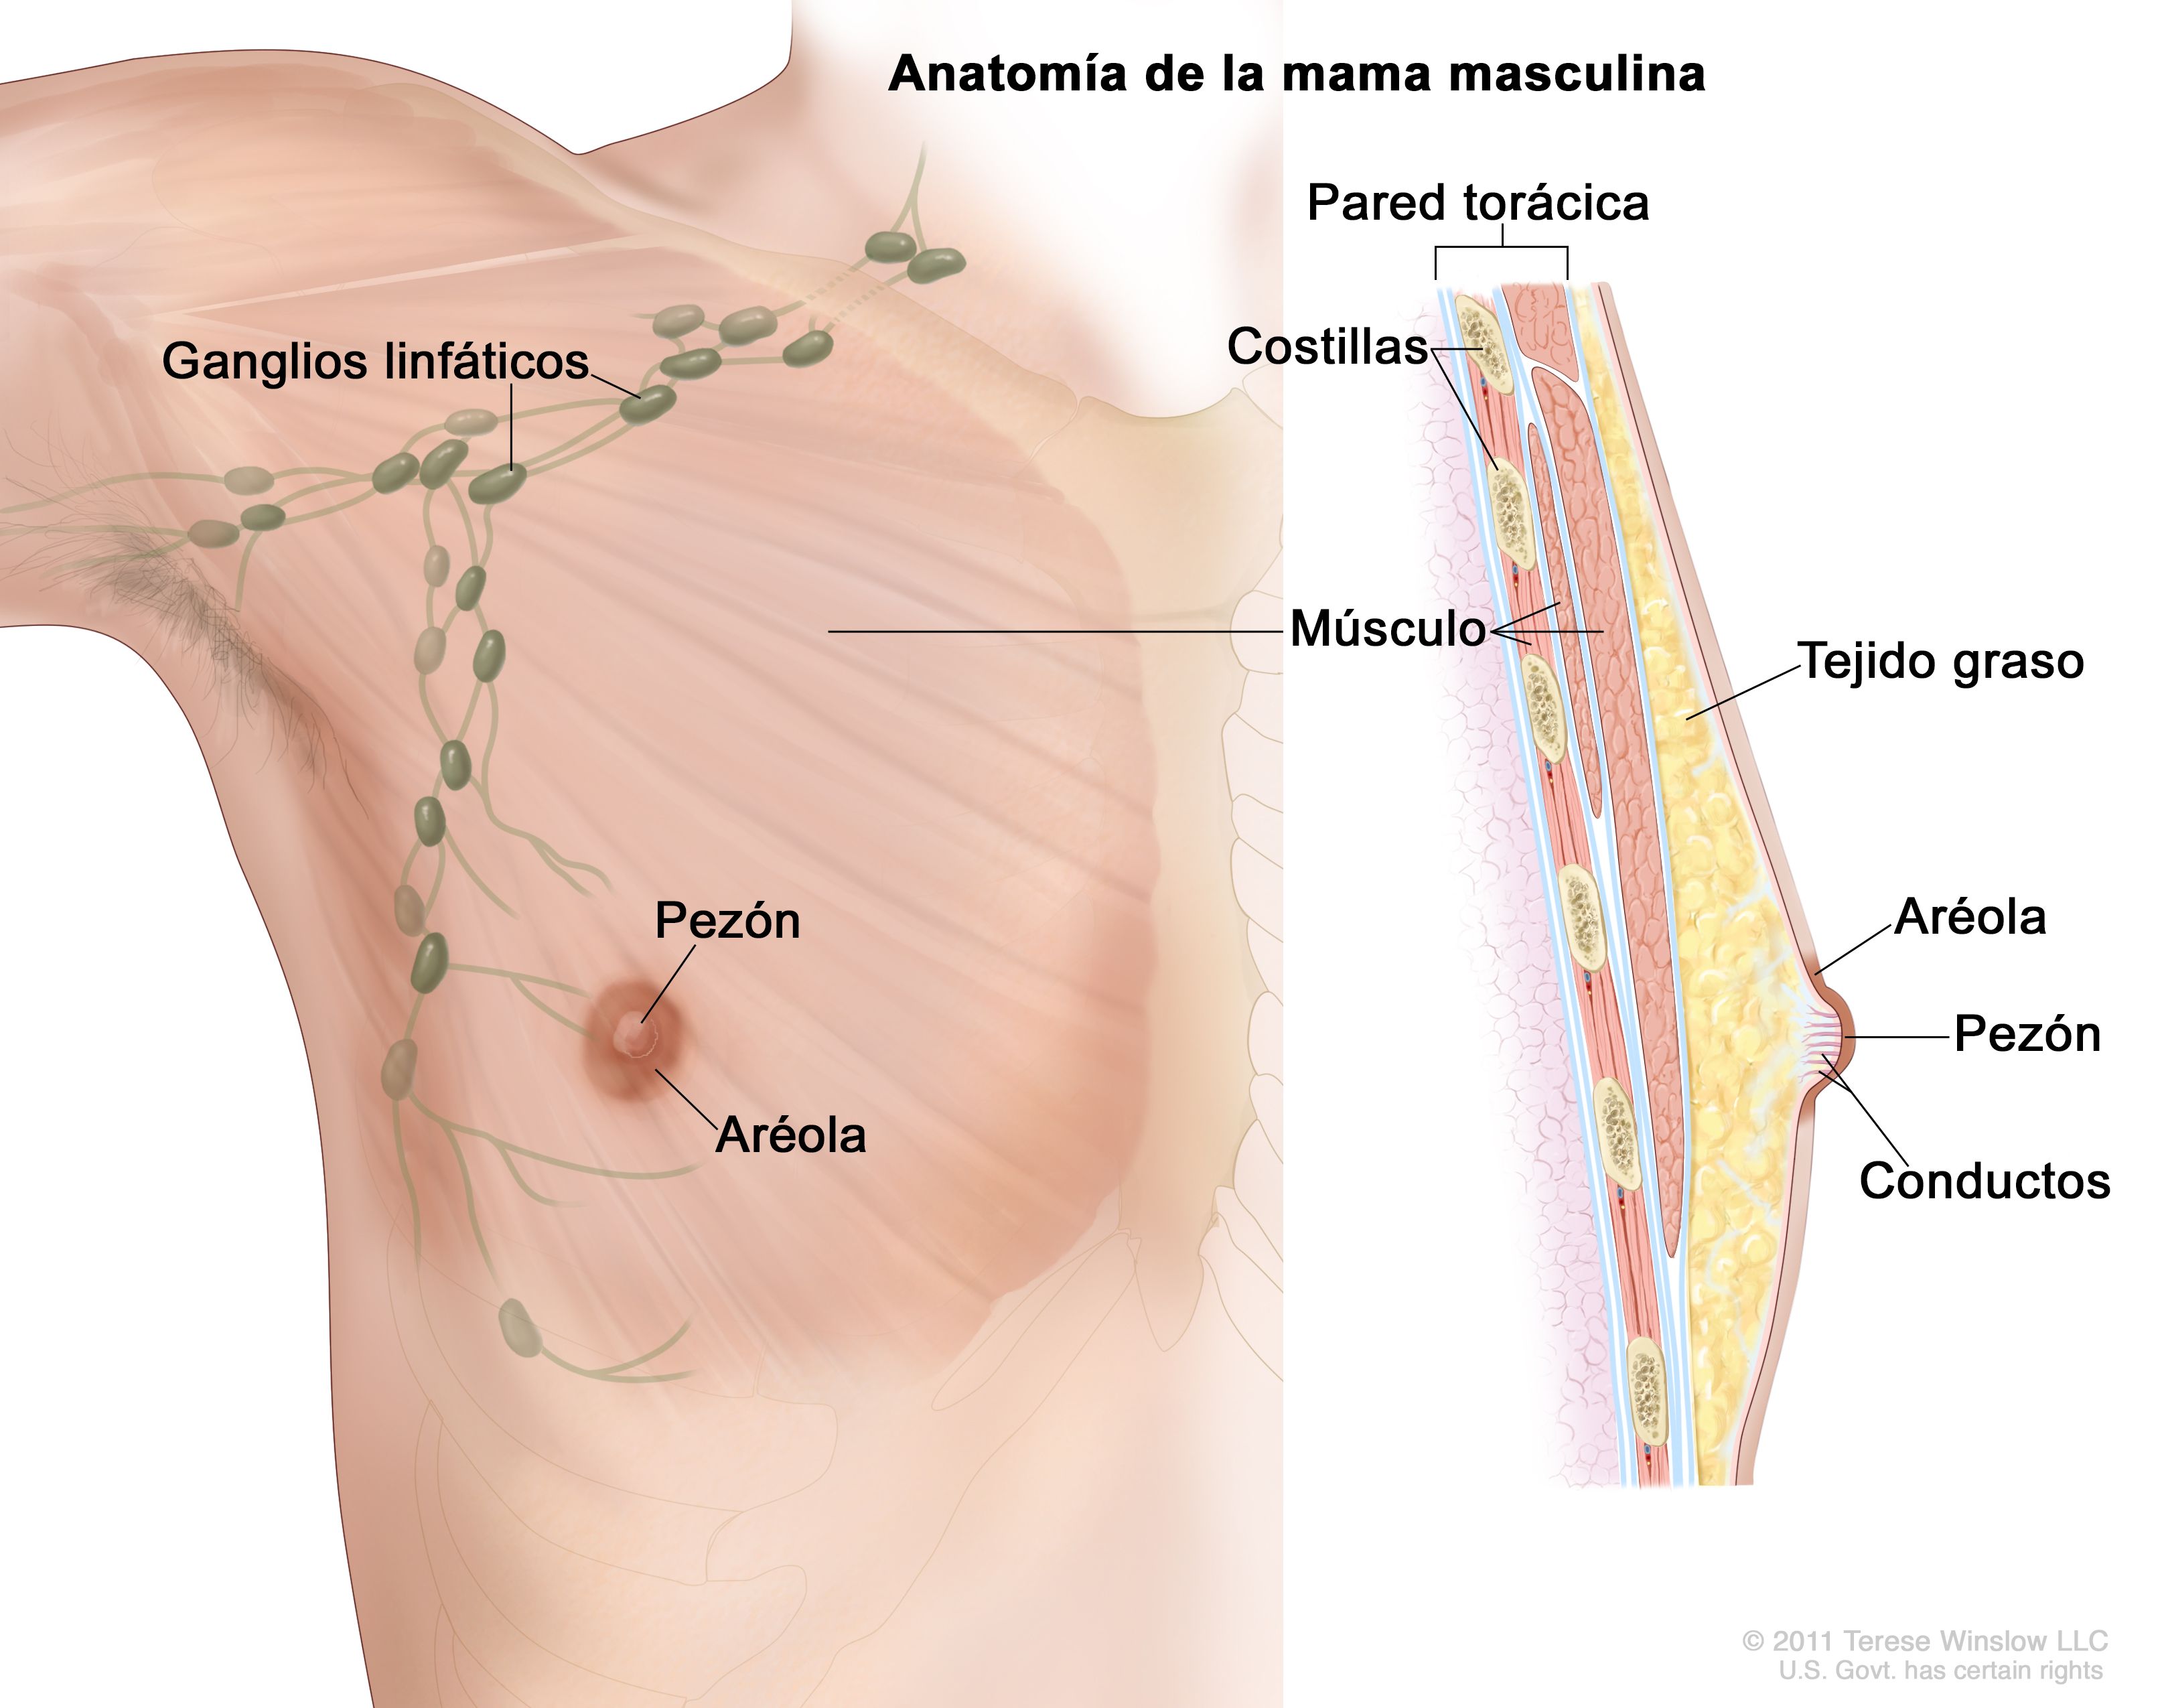 Anatomía de la mama masculina
Pared torácica
Costillas
Ganglios linfáticos
Músculo
Tejido graso
Pezón
Aréola
Aréola
Pezón
Conductos
© 2011 Terese Winslow LLC
U.S. Govt. has certain rights